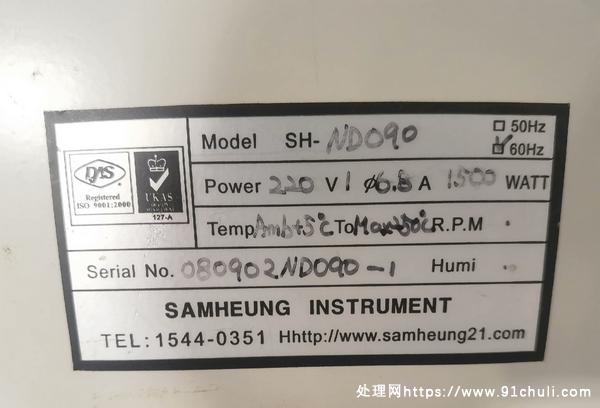 DAS
Registered
ISO 9001:2000
UKAS
127-A
Model SH-ND090
50Hz
60Hz
Power 220 V 1 φ 6.8 A 1500 WATT
Temp Amb+5℃ To Max+50℃ R.P.M
Serial No. 080902ND090-1 Humi
SAMHEUNG INSTRUMENT
TEL: 1544-0351 Hhttp://www.samheung21.com
处理网https://www.91chuli.com